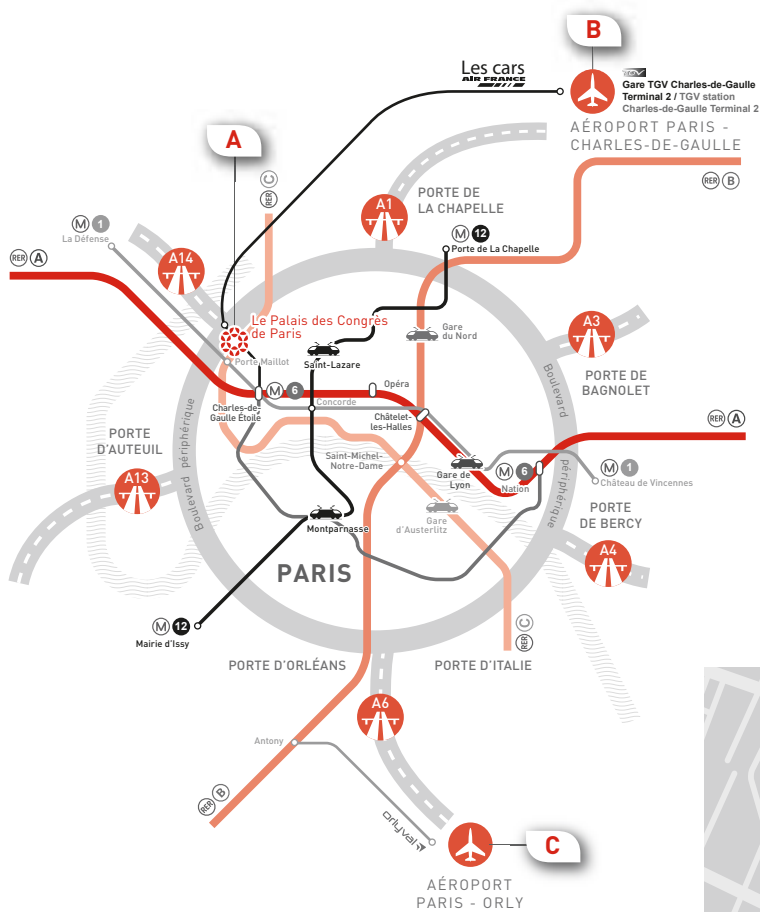 B
Les cars
AIR FRANCE
TGV
Gare TGV Charles-de-Gaulle
Terminal 2 / TGV station
Charles-de-Gaulle Terminal 2
AÉROPORT PARIS -
CHARLES-DE-GAULLE
A
RER C
RER B
A1
PORTE DE
LA CHAPELLE
M 1
La Défense
M 12
Porte de La Chapelle
RER A
A14
Le Palais des Congrès
de Paris
Gare
du Nord
A3
Saint-Lazare
Porte Maillot
Boulevard
PORTE DE
BAGNOLET
M 6
Opéra
Charles-de-
Gaulle Étoile
Concorde
Châtelet-
les-Halles
RER A
Boulevard périphérique
PORTE
D'AUTEUIL
Saint-Michel-
Notre-Dame
Gare de
Lyon
M 6
Nation
périphérique
M 1
Château de Vincennes
A13
Gare
d'Austerlitz
Montparnasse
PORTE
DE BERCY
A4
PARIS
M 12
Mairie d'Issy
RER C
PORTE D'ORLÉANS
PORTE D'ITALIE
A6
Antony
RER B
orlyval
C
AÉROPORT
PARIS - ORLY